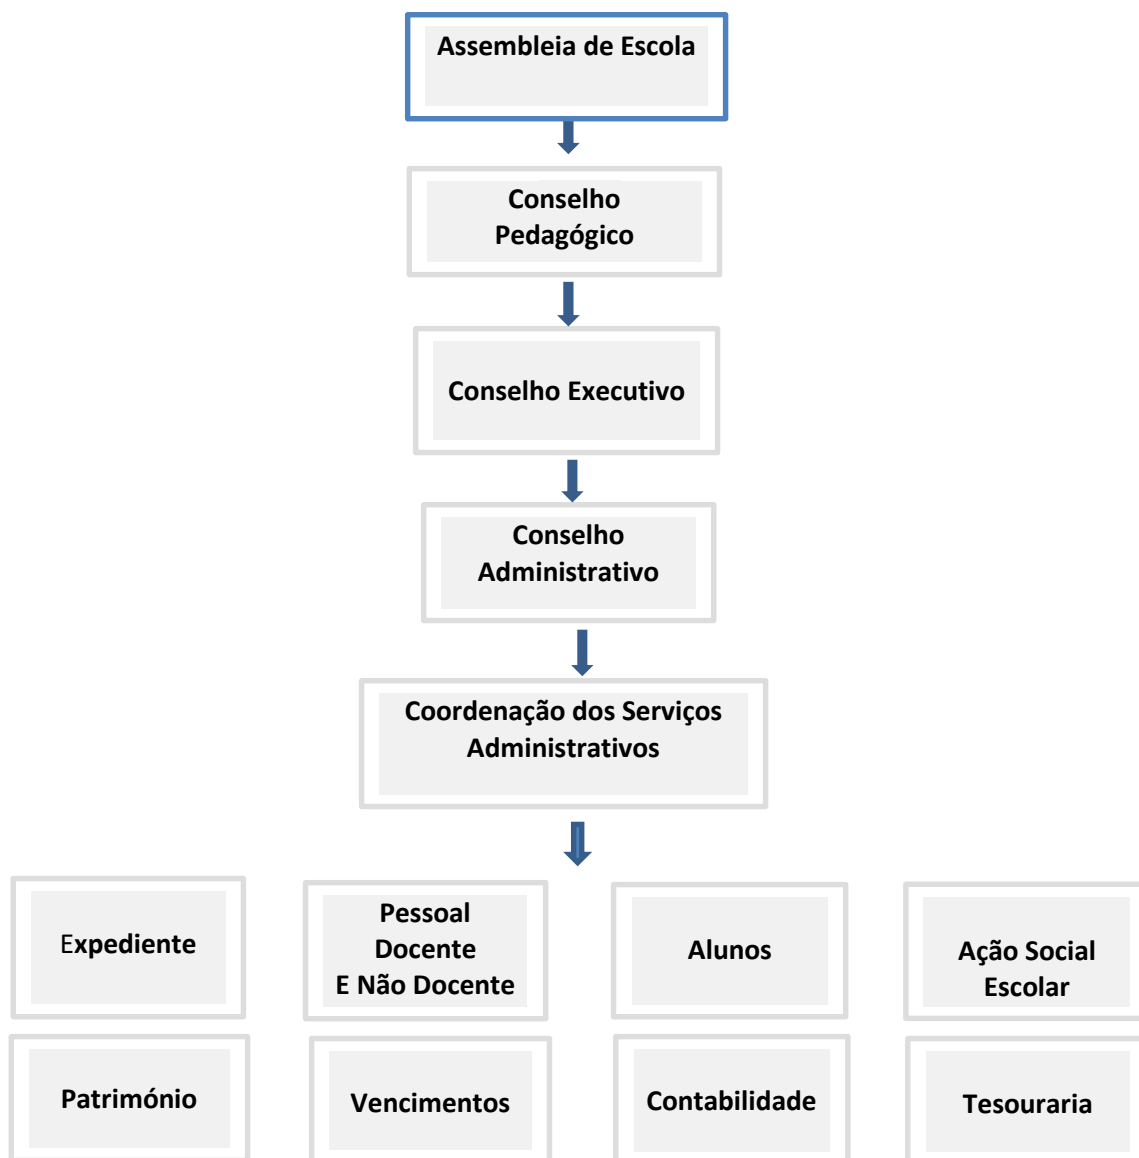 Assembleia de Escola
Conselho
Pedagógico
Conselho Executivo
Conselho
Administrativo
Coordenação dos Serviços
Administrativos
Expediente
Pessoal
Docente
E Não Docente
Alunos
Ação Social
Escolar
Património
Vencimentos
Contabilidade
Tesouraria